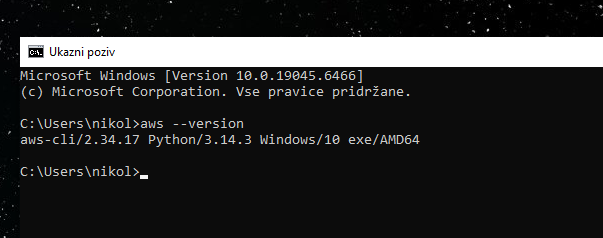 Ukazni poziv
Microsoft Windows [Version 10.0.19045.6466]
(c) Microsoft Corporation. Vse pravice pridržane.
C:\Users\nikol>aws --version
aws-cli/2.34.17 Python/3.14.3 Windows/10 exe/AMD64
C:\Users\nikol>